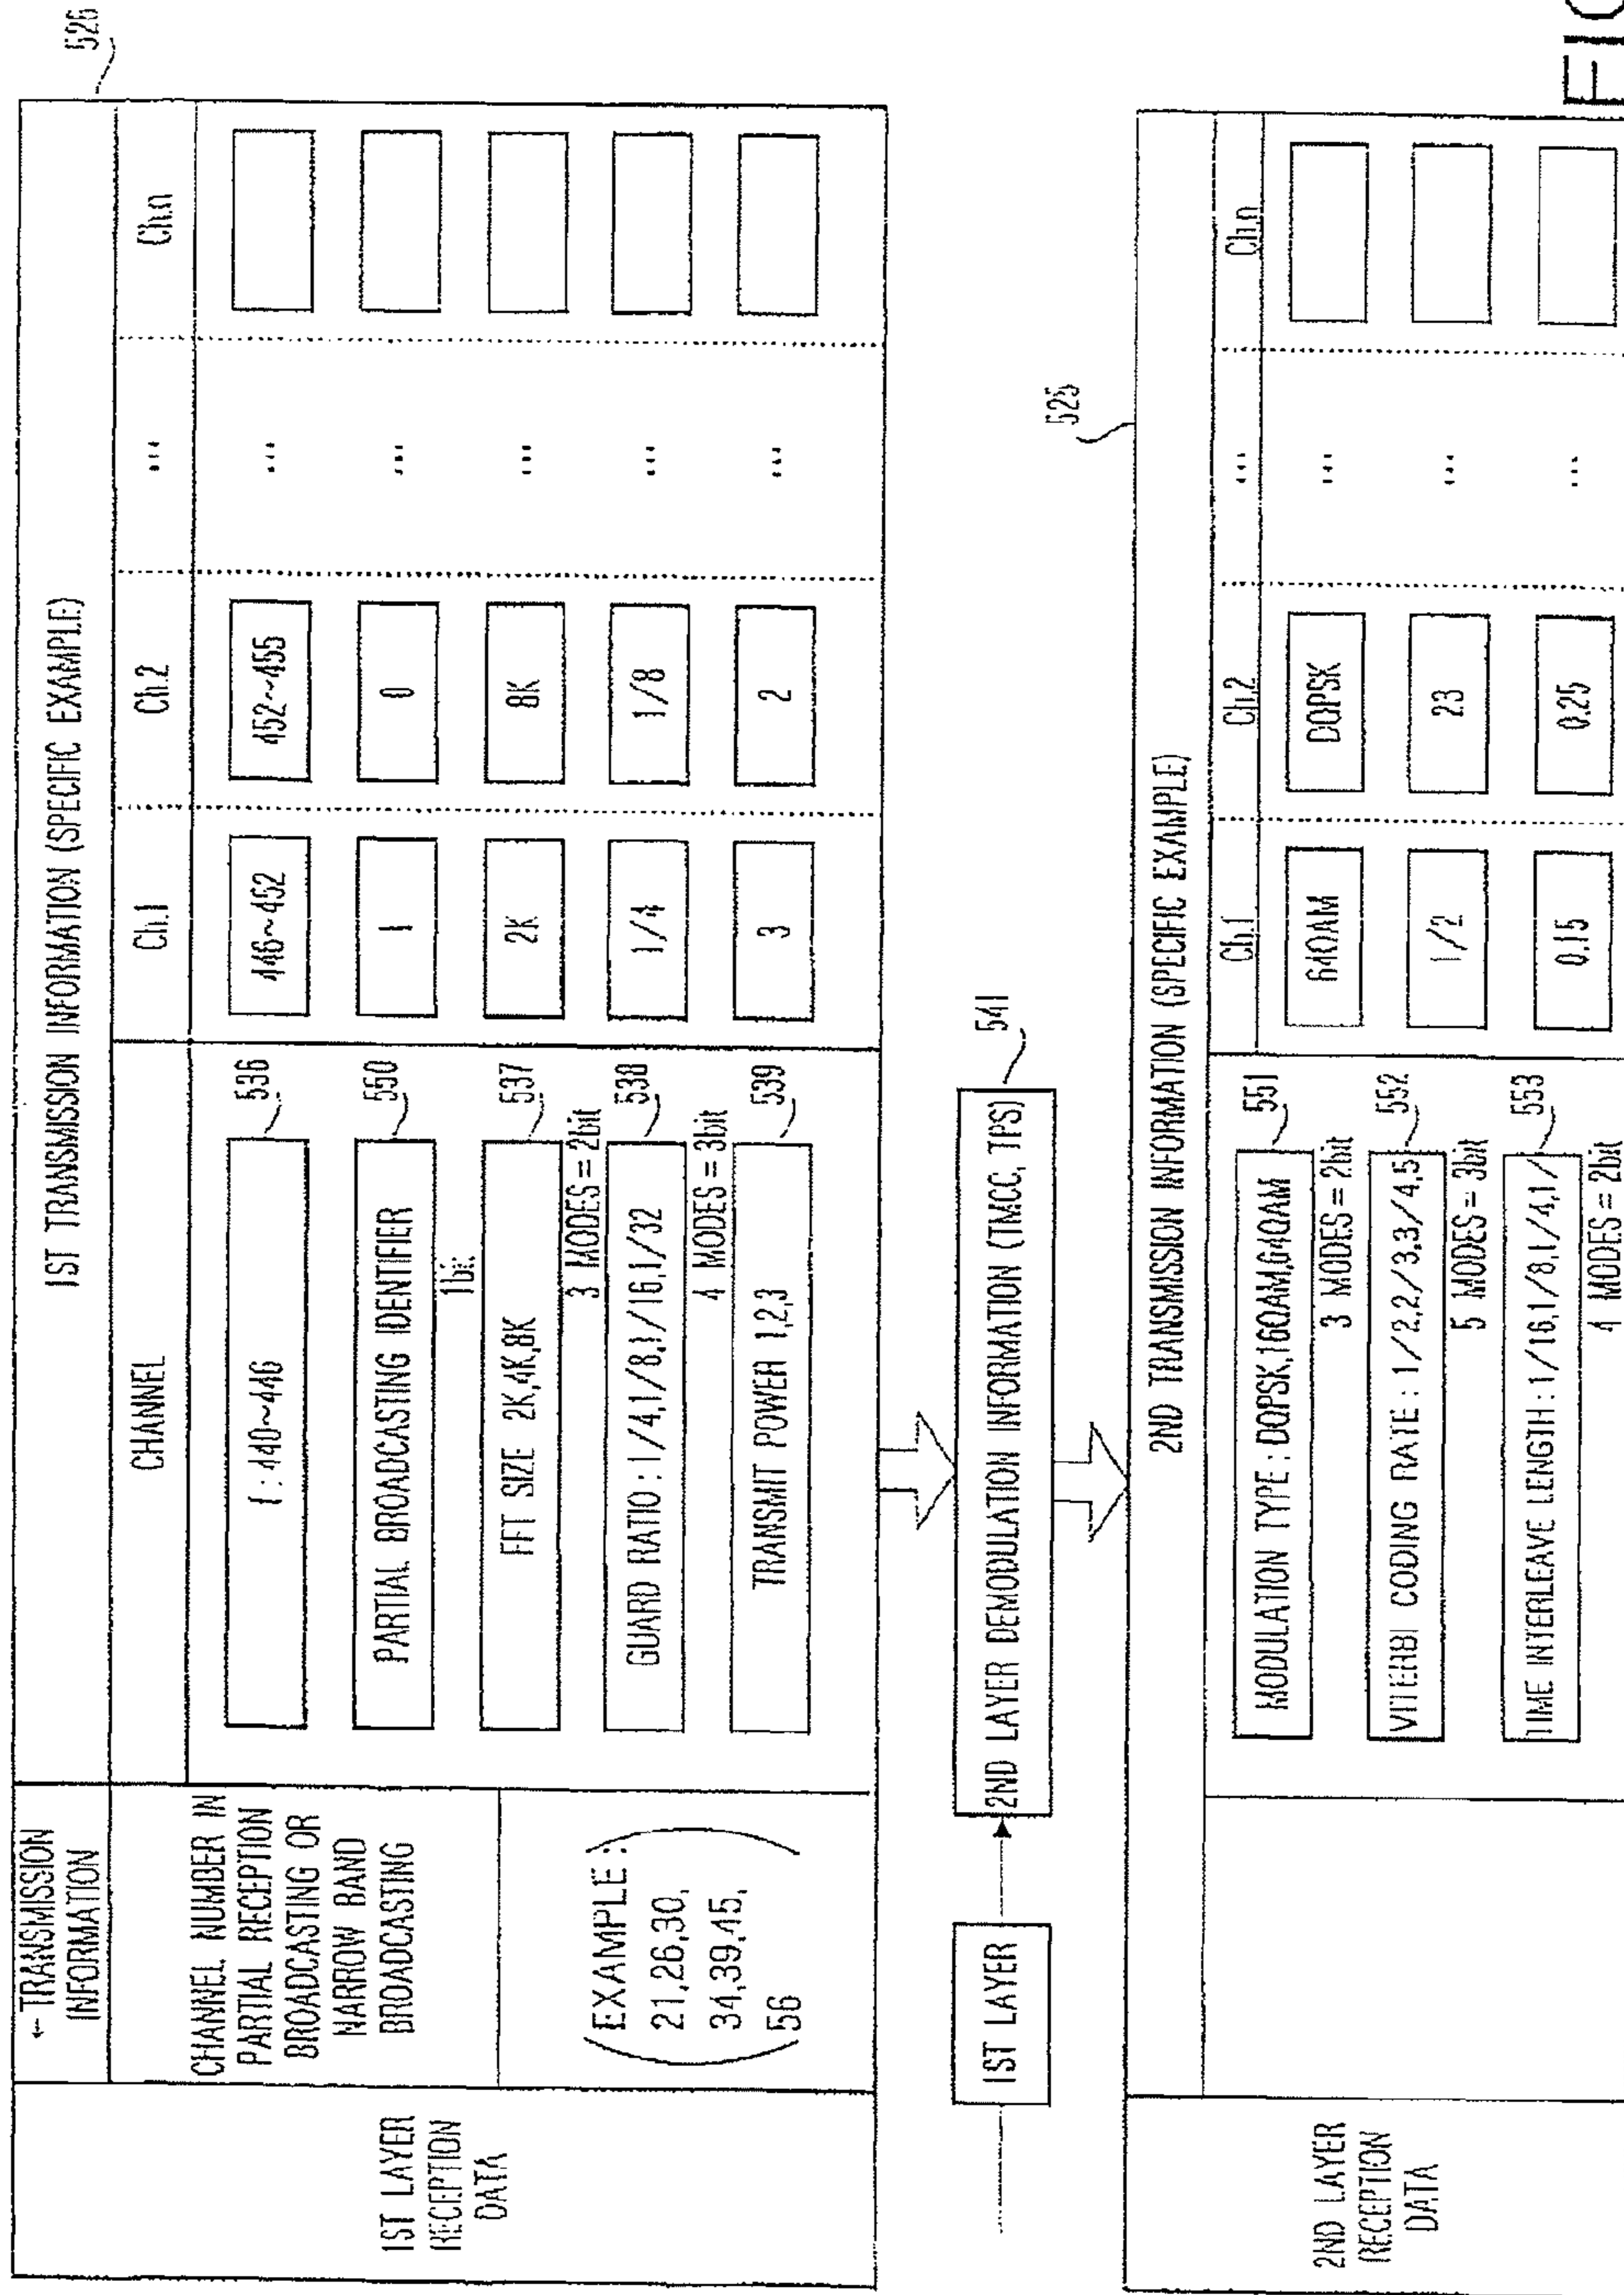 1ST TRANSMISSION INFORMATION (SPECIFIC EXAMPLE)
526
← TRANSMISSION
INFORMATION
CHANNEL
Ch.1
Ch.2
...
Ch.n
1ST LAYER
RECEPTION
DATA
CHANNEL NUMBER IN
PARTIAL RECEPTION
BROADCASTING OR
NARROW BAND
BROADCASTING
(EXAMPLE:
21,26,30,
34,39,45,
56)
f : 440~446
536
446~452
452~455
...
PARTIAL BROADCASTING IDENTIFIER
550
1bit
1
0
...
FFT SIZE 2K,4K,8K
537
3 MODES = 2bit
2K
8K
...
GUARD RATIO : 1/4,1/8,1/16,1/32
538
4 MODES = 3bit
1/4
1/8
...
TRANSMIT POWER 1,2,3
539
3
2
...
1ST LAYER
2ND LAYER DEMODULATION INFORMATION (TMCC, TPS)
541
525
2ND TRANSMISSION INFORMATION (SPECIFIC EXAMPLE)
Ch.1
Ch.2
...
Ch.n
2ND LAYER
RECEPTION
DATA
MODULATION TYPE : DQPSK,16QAM,64QAM
551
3 MODES = 2bit
64QAM
DQPSK
...
VITERBI CODING RATE : 1/2,2/3,3/4,5
552
5 MODES = 3bit
1/2
23
...
TIME INTERLEAVE LENGTH : 1/16,1/8,1/4,1/
553
4 MODES = 2bit
0.15
0.25
...